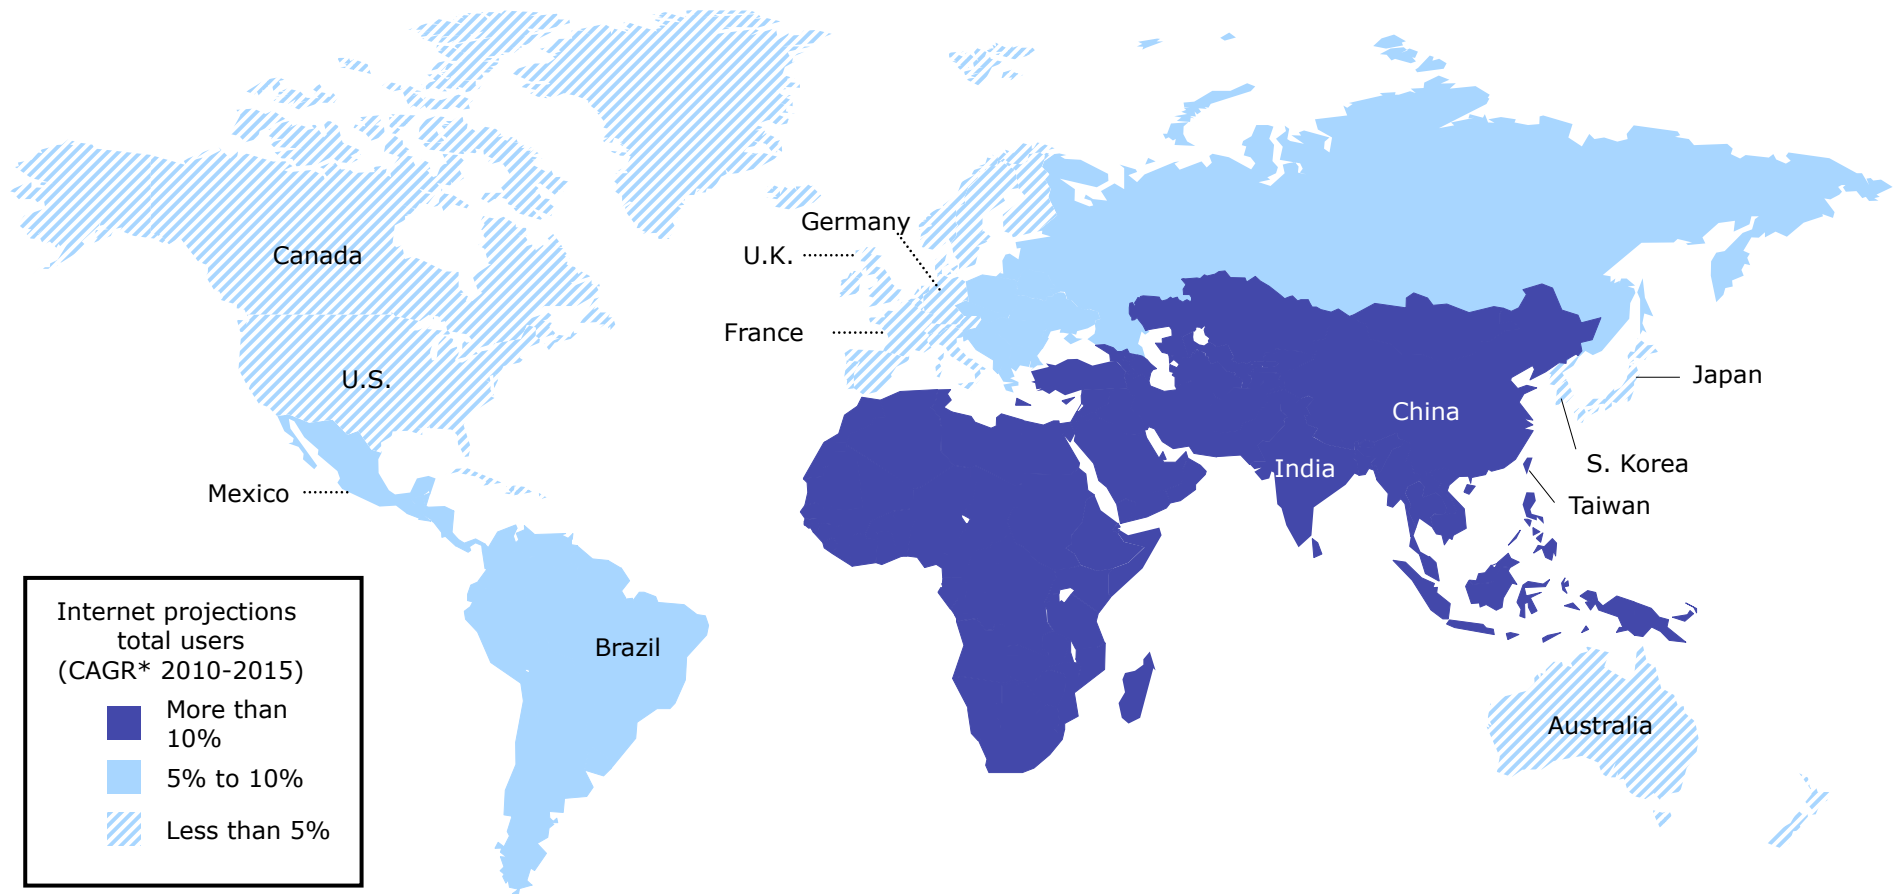 Germany
U.K.
Canada
France
Japan
U.S.
China
S. Korea
India
Mexico
Taiwan
Internet projections
total users
(CAGR* 2010-2015)
More than
10%
5% to 10%
Less than 5%
Brazil
Australia